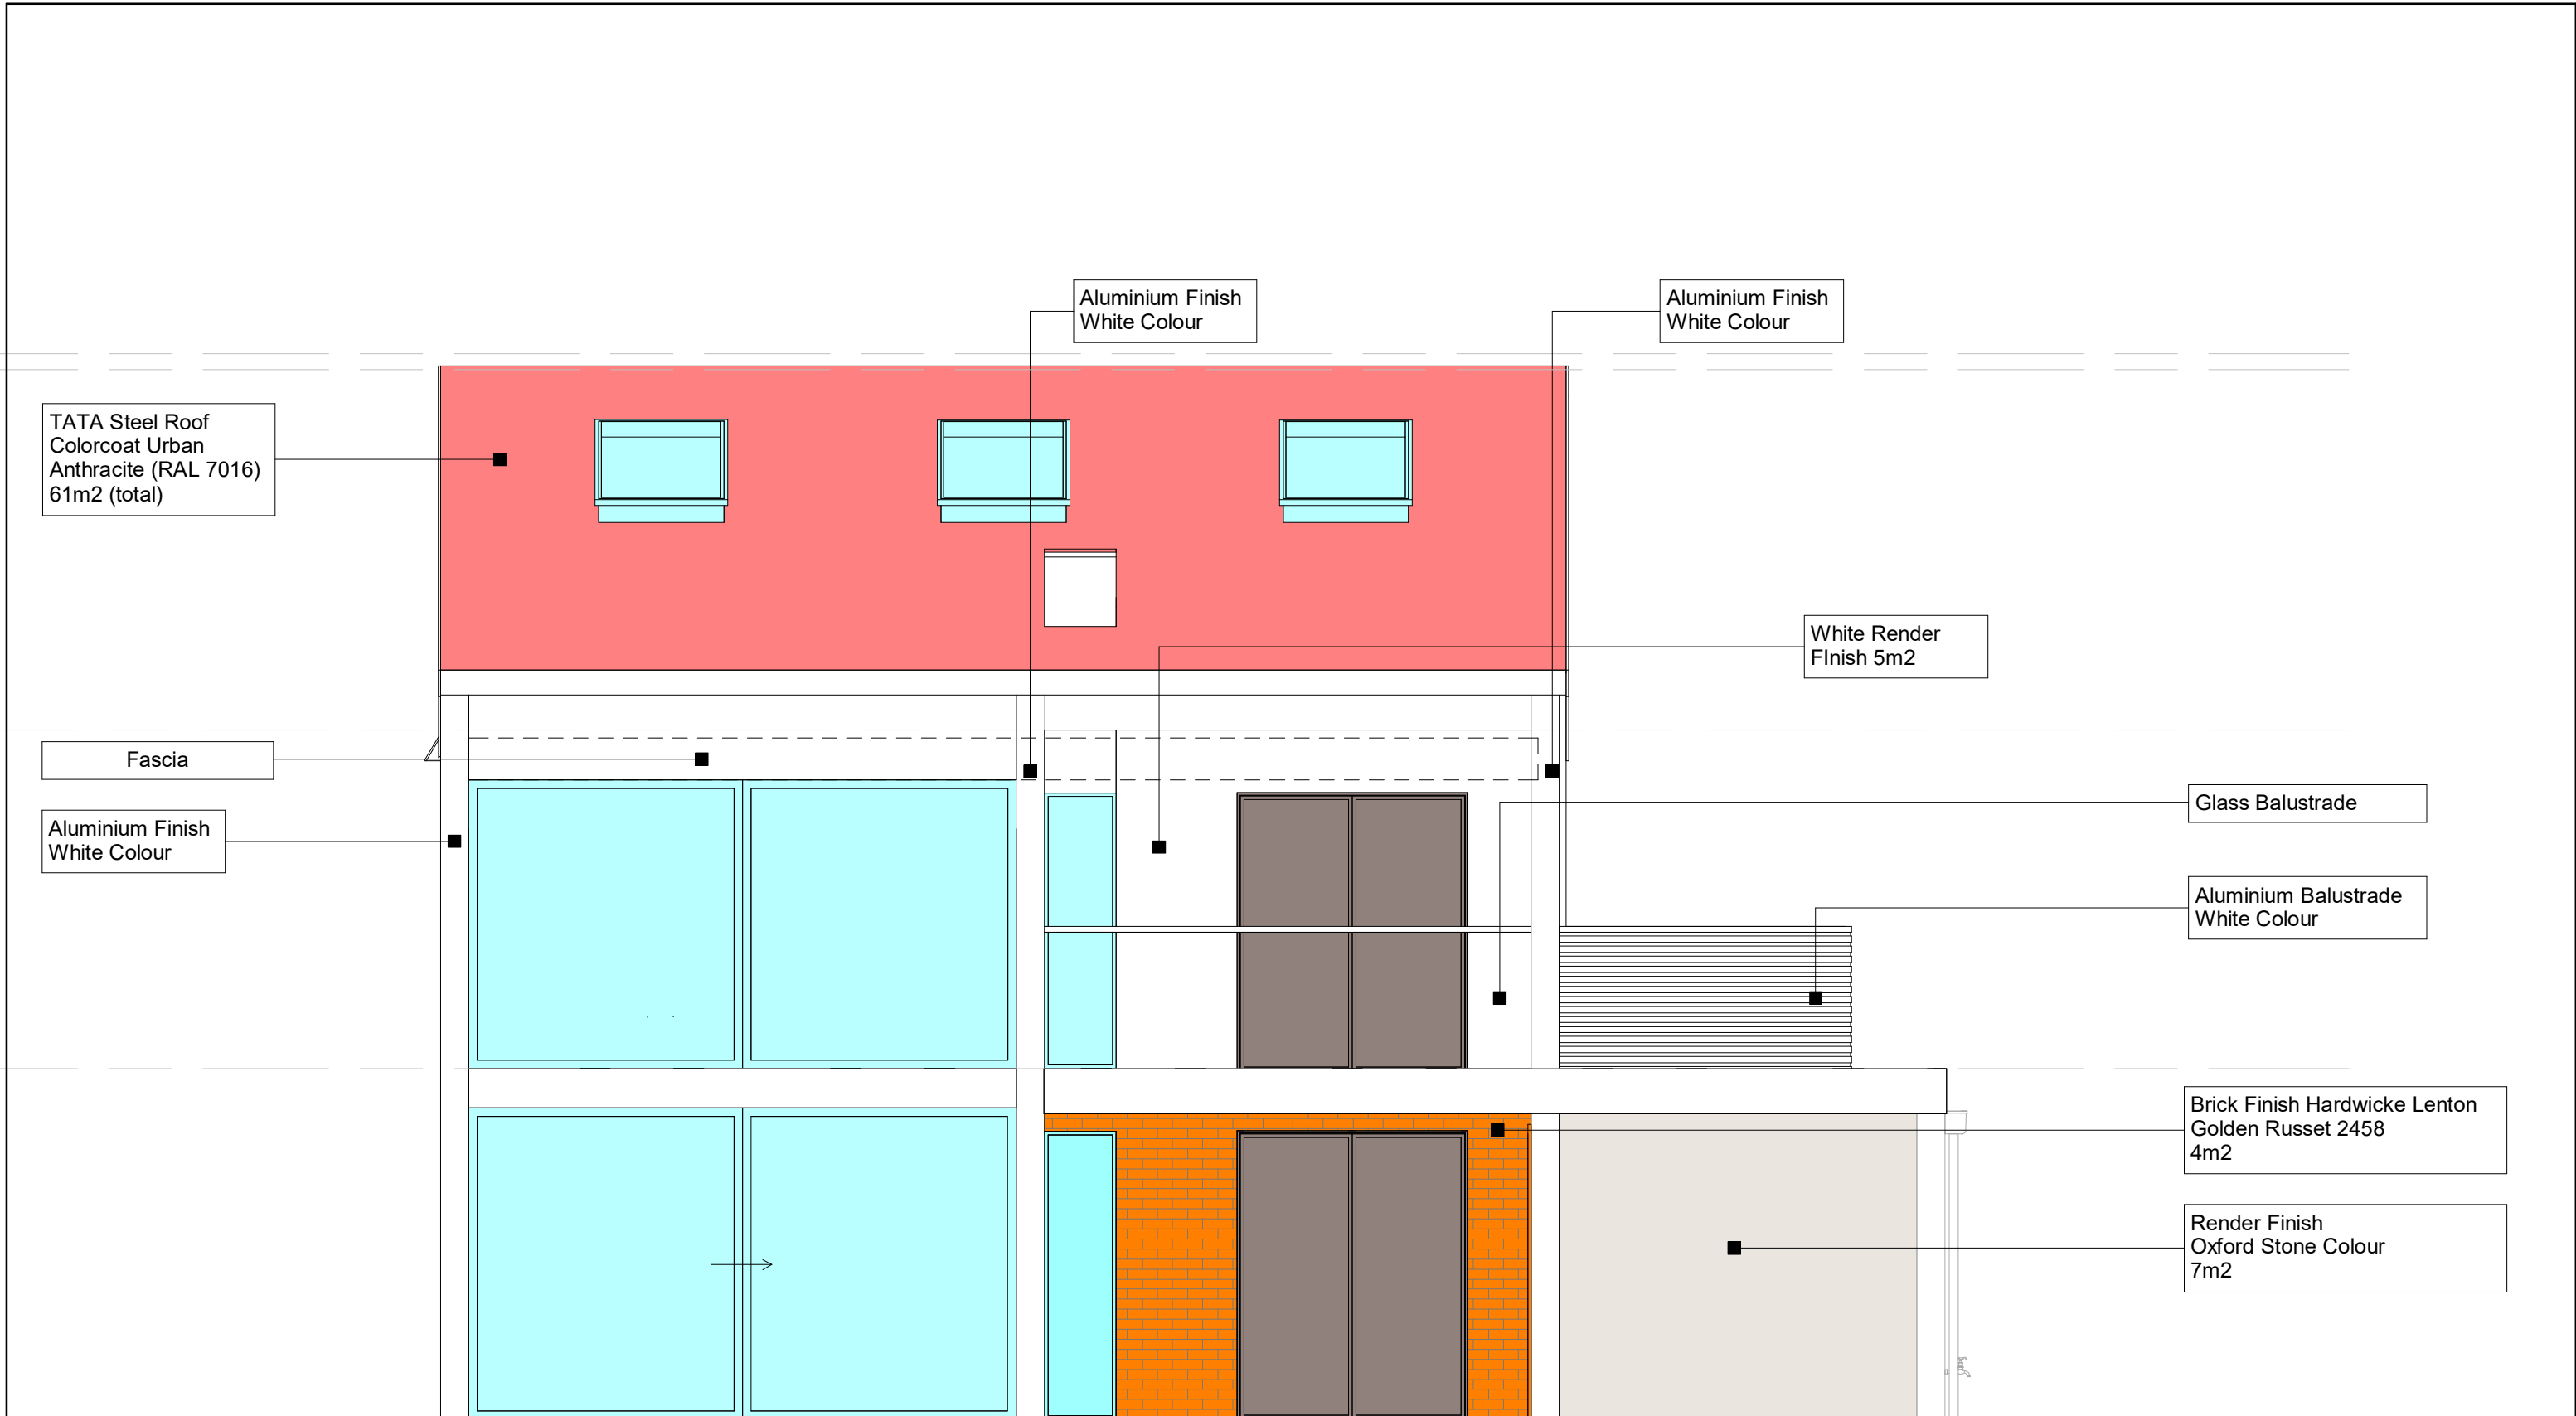 Aluminium Finish
White Colour
Aluminium Finish
White Colour
TATA Steel Roof
Colorcoat Urban
Anthracite (RAL 7016)
61m2 (total)
White Render
FInish 5m2
Fascia
Glass Balustrade
Aluminium Finish
White Colour
Aluminium Balustrade
White Colour
Brick Finish Hardwicke Lenton
Golden Russet 2458
4m2
Render Finish
Oxford Stone Colour
7m2